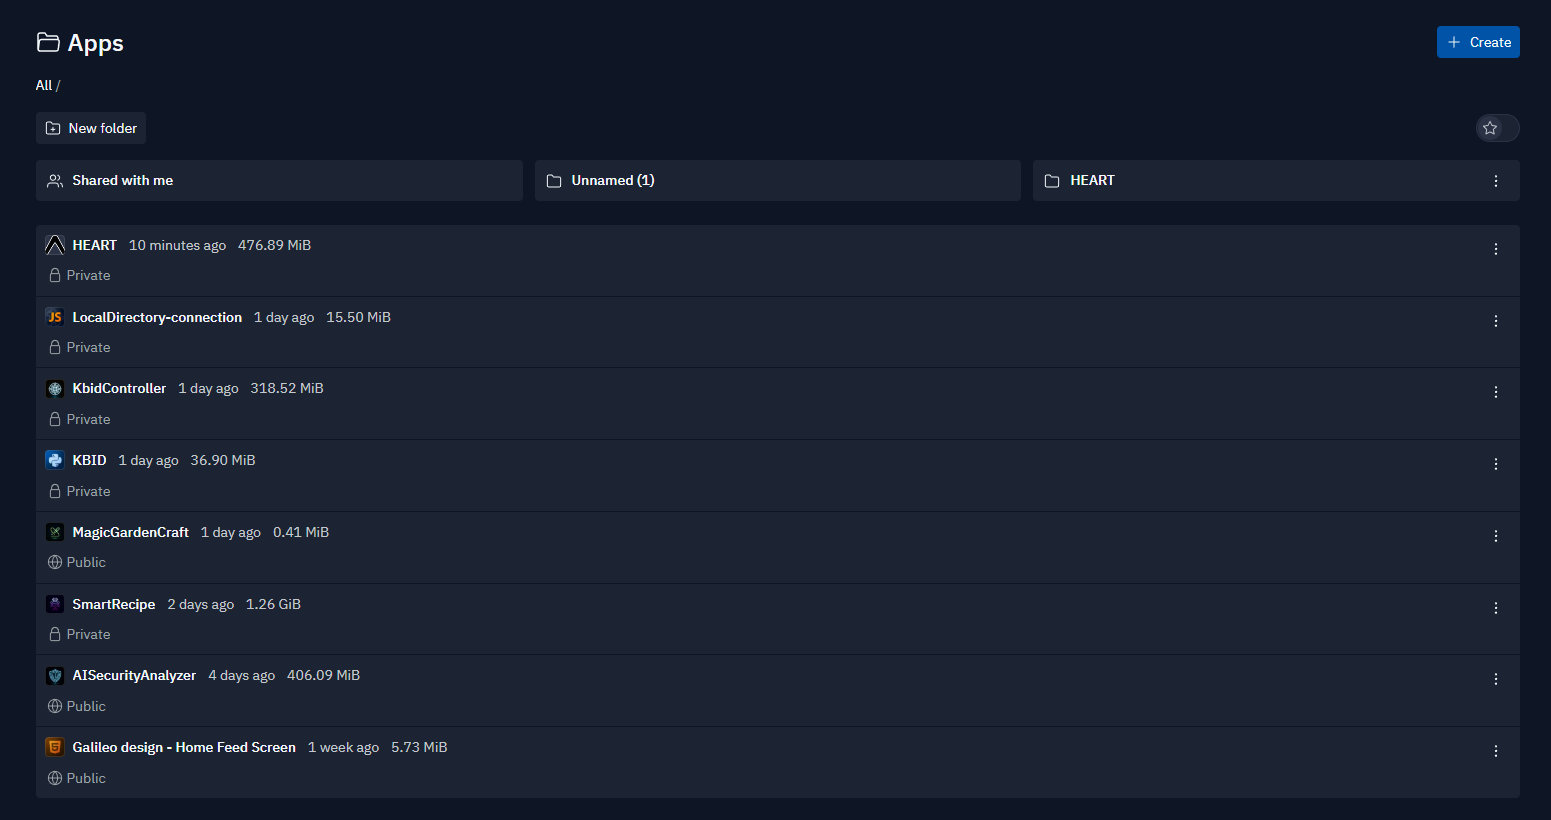 Apps
Create
All /
New folder
Shared with me
Unnamed (1)
HEART
HEART 10 minutes ago 476.89 MiB
Private
JS LocalDirectory-connection 1 day ago 15.50 MiB
Private
KbidController 1 day ago 318.52 MiB
Private
KBID 1 day ago 36.90 MiB
Private
MagicGardenCraft 1 day ago 0.41 MiB
Public
SmartRecipe 2 days ago 1.26 GiB
Private
AISecurityAnalyzer 4 days ago 406.09 MiB
Public
Galileo design - Home Feed Screen 1 week ago 5.73 MiB
Public